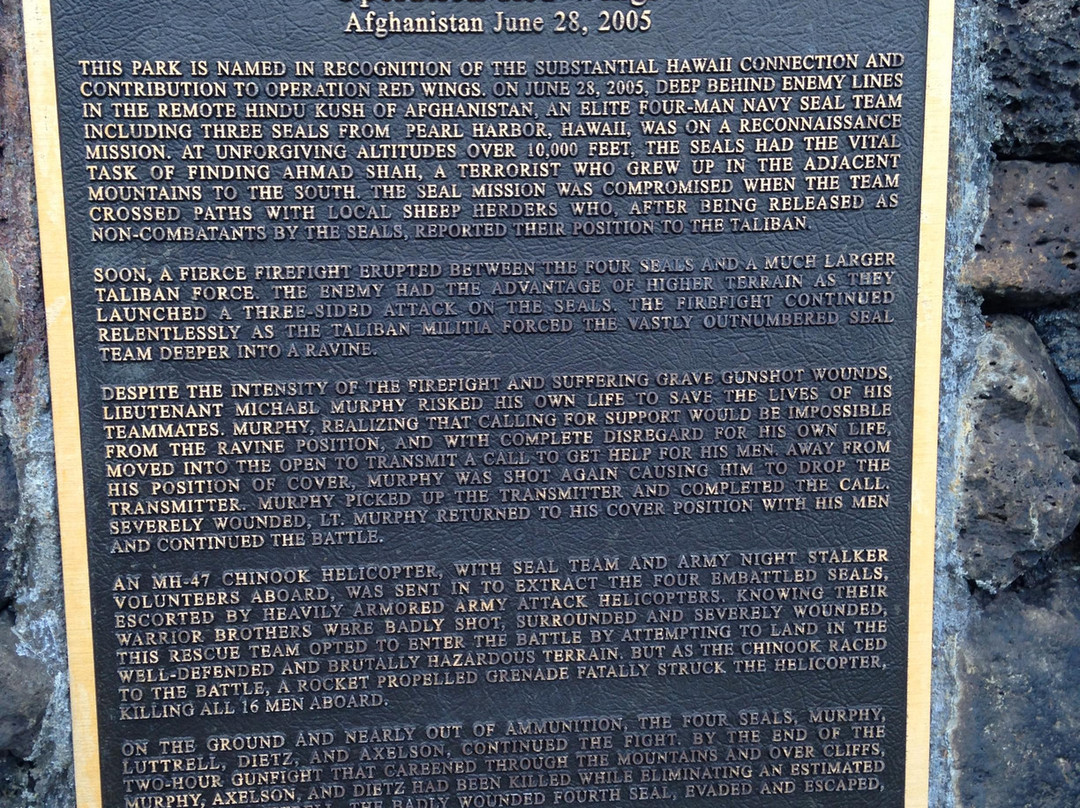 Afghanistan June 28, 2005
THIS PARK IS NAMED IN RECOGNITION OF THE SUBSTANTIAL HAWAII CONNECTION AND
CONTRIBUTION TO OPERATION RED WINGS. ON JUNE 28, 2005, DEEP BEHIND ENEMY LINES
IN THE REMOTE HINDU KUSH OF AFGHANISTAN, AN ELITE FOUR-MAN NAVY SEAL TEAM
INCLUDING THREE SEALS FROM PEARL HARBOR, HAWAII, WAS ON A RECONNAISSANCE
MISSION. AT UNFORGIVING ALTITUDES OVER 10,000 FEET, THE SEALS HAD THE VITAL
TASK OF FINDING AHMAD SHAH, A TERRORIST WHO GREW UP IN THE ADJACENT
MOUNTAINS TO THE SOUTH. THE SEAL MISSION WAS COMPROMISED WHEN THE TEAM
CROSSED PATHS WITH LOCAL SHEEP HERDERS WHO, AFTER BEING RELEASED AS
NON-COMBATANTS BY THE SEALS, REPORTED THEIR POSITION TO THE TALIBAN.
SOON, A FIERCE FIREFIGHT ERUPTED BETWEEN THE FOUR SEALS AND A MUCH LARGER
TALIBAN FORCE. THE ENEMY HAD THE ADVANTAGE OF HIGHER TERRAIN AS THEY
LAUNCHED A THREE-SIDED ATTACK ON THE SEALS. THE FIREFIGHT CONTINUED
RELENTLESSLY AS THE TALIBAN MILITIA FORCED THE VASTLY OUTNUMBERED SEAL
TEAM DEEPER INTO A RAVINE.
DESPITE THE INTENSITY OF THE FIREFIGHT AND SUFFERING GRAVE GUNSHOT WOUNDS,
LIEUTENANT MICHAEL MURPHY RISKED HIS OWN LIFE TO SAVE THE LIVES OF HIS
TEAMMATES. MURPHY, REALIZING THAT CALLING FOR SUPPORT WOULD BE IMPOSSIBLE
FROM THE RAVINE POSITION, AND WITH COMPLETE DISREGARD FOR HIS OWN LIFE,
MOVED INTO THE OPEN TO TRANSMIT A CALL TO GET HELP FOR HIS MEN. AWAY FROM
HIS POSITION OF COVER, MURPHY WAS SHOT AGAIN CAUSING HIM TO DROP THE
TRANSMITTER. MURPHY PICKED UP THE TRANSMITTER AND COMPLETED THE CALL.
SEVERELY WOUNDED, LT. MURPHY RETURNED TO HIS COVER POSITION WITH HIS MEN
AND CONTINUED THE BATTLE.
AN MH-47 CHINOOK HELICOPTER, WITH SEAL TEAM AND ARMY NIGHT STALKER
VOLUNTEERS ABOARD, WAS SENT IN TO EXTRACT THE FOUR EMBATTLED SEALS,
ESCORTED BY HEAVILY ARMORED ARMY ATTACK HELICOPTERS. KNOWING THEIR
WARRIOR BROTHERS WERE BADLY SHOT, SURROUNDED AND SEVERELY WOUNDED,
THIS RESCUE TEAM OPTED TO ENTER THE BATTLE BY ATTEMPTING TO LAND IN THE
WELL-DEFENDED AND BRUTALLY HAZARDOUS TERRAIN. BUT AS THE CHINOOK RACED
TO THE BATTLE, A ROCKET PROPELLED GRENADE FATALLY STRUCK THE HELICOPTER,
KILLING ALL 16 MEN ABOARD.
ON THE GROUND AND NEARLY OUT OF AMMUNITION, THE FOUR SEALS, MURPHY,
LUTTRELL, DIETZ, AND AXELSON, CONTINUED THE FIGHT. BY THE END OF THE
TWO-HOUR GUNFIGHT THAT CAREENED THROUGH THE MOUNTAINS AND OVER CLIFFS,
MURPHY, AXELSON, AND DIETZ HAD BEEN KILLED WHILE ELIMINATING AN ESTIMATED
THE BADLY WOUNDED FOURTH SEAL, EVADED AND ESCAPED,